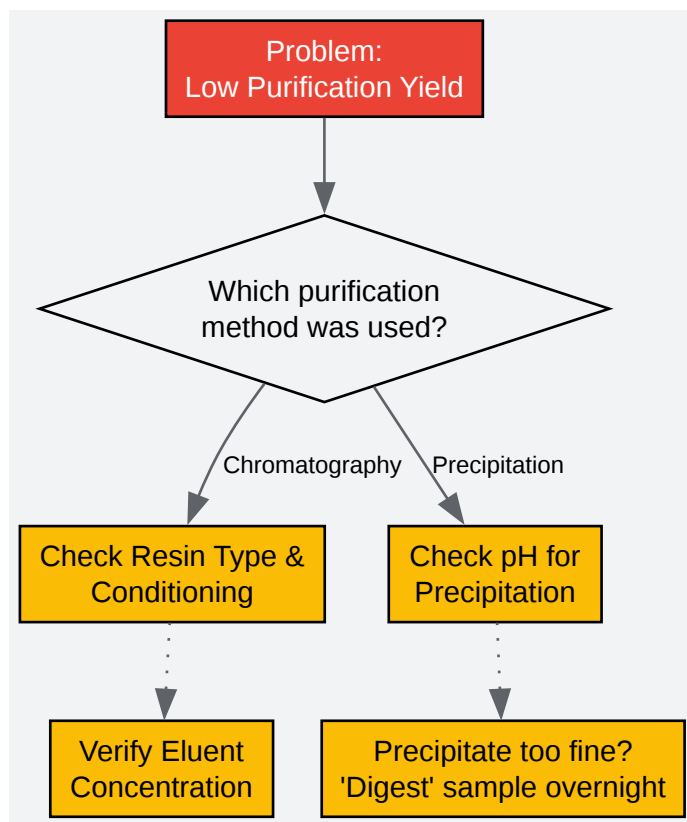 Problem:
Low Purification Yield
Which purification
method was used?
Chromatography
Precipitation
Check Resin Type &
Conditioning
Check pH for
Precipitation
Verify Eluent
Concentration
Precipitate too fine?
'Digest' sample overnight